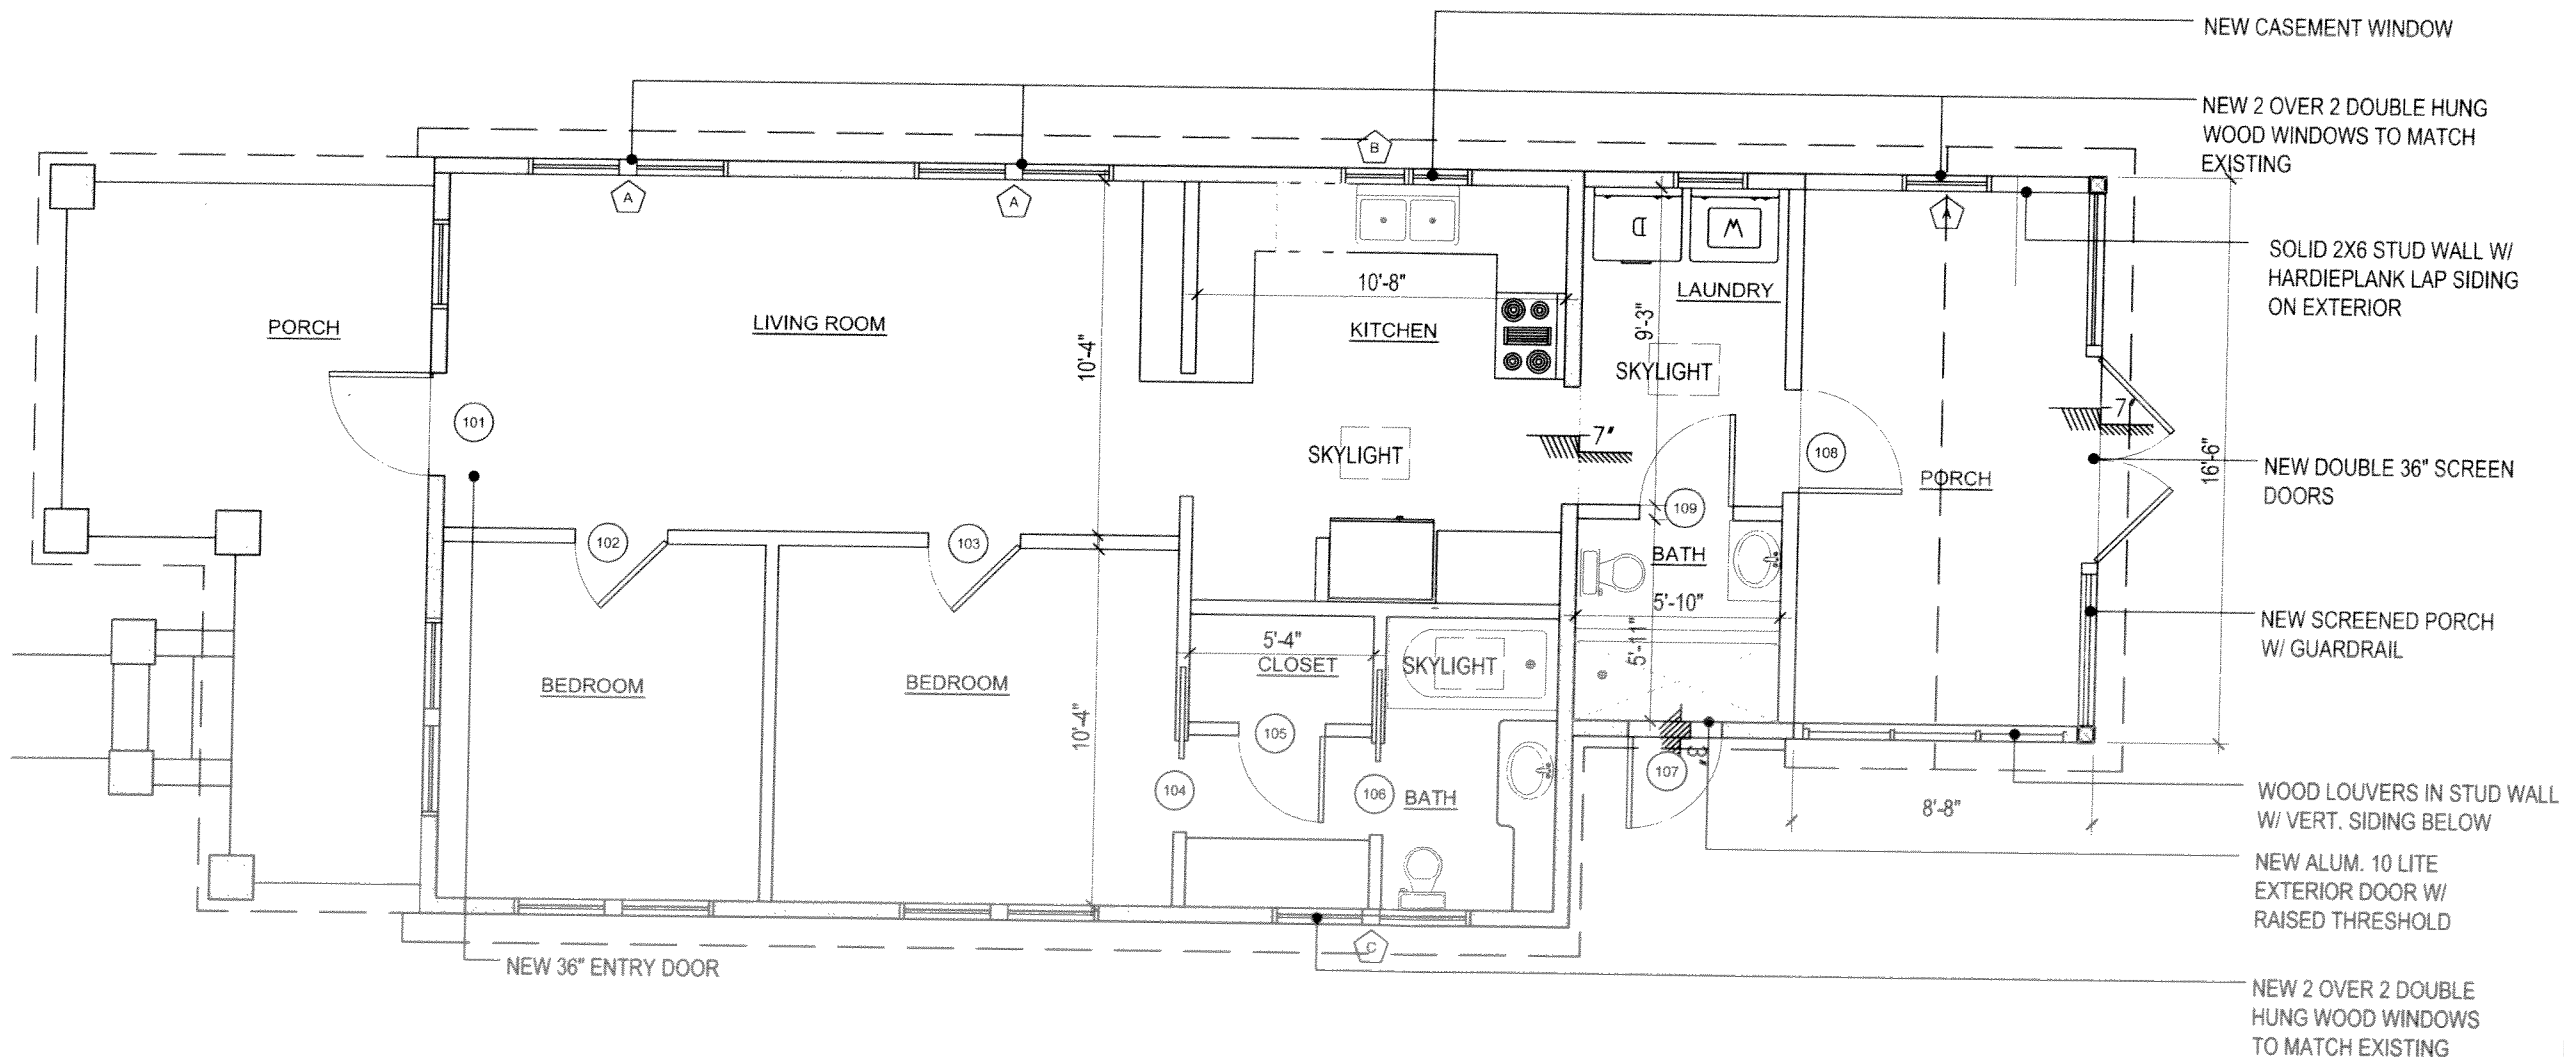 NEW CASEMENT WINDOW
NEW 2 OVER 2 DOUBLE HUNG
WOOD WINDOWS TO MATCH
EXISTING
B
A
A
A
D
W
SOLID 2X6 STUD WALL W/
HARDIEPLANK LAP SIDING
ON EXTERIOR
10'-8"
LAUNDRY
PORCH
LIVING ROOM
KITCHEN
9'-3"
10'-4"
SKYLIGHT
101
SKYLIGHT
7"
108
7"
16'-6"
PORCH
NEW DOUBLE 36" SCREEN
DOORS
109
102
103
BATH
5'-10"
5'-11"
NEW SCREENED PORCH
W/ GUARDRAIL
5'-4"
CLOSET
SKYLIGHT
BEDROOM
BEDROOM
10'-4"
105
104
106
BATH
107
3"
8'-8"
WOOD LOUVERS IN STUD WALL
W/ VERT. SIDING BELOW
NEW ALUM. 10 LITE
EXTERIOR DOOR W/
RAISED THRESHOLD
C
NEW 36" ENTRY DOOR
NEW 2 OVER 2 DOUBLE
HUNG WOOD WINDOWS
TO MATCH EXISTING